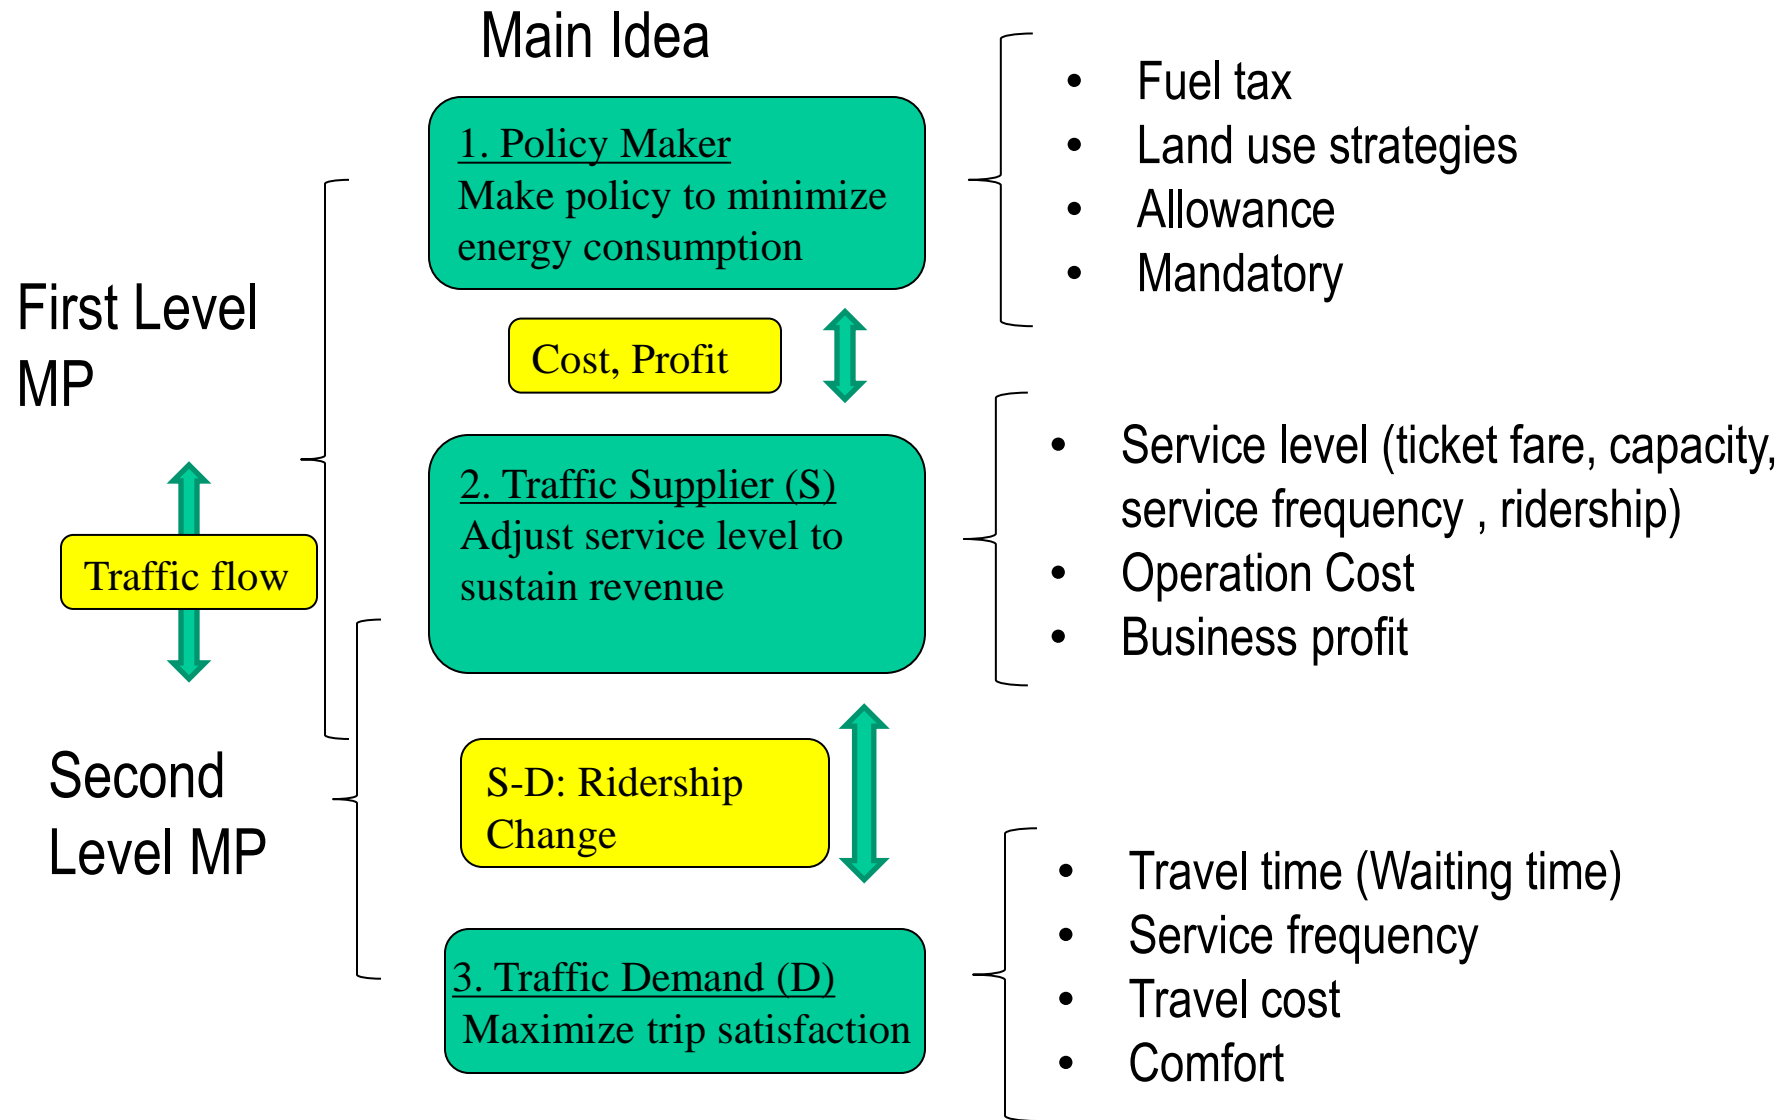 Main Idea
1. Policy Maker
Make policy to minimize
energy consumption
• Fuel tax
• Land use strategies
• Allowance
• Mandatory
First Level
MP
Cost, Profit
2. Traffic Supplier (S)
Adjust service level to
sustain revenue
• Service level (ticket fare, capacity,
service frequency , ridership)
• Operation Cost
• Business profit
Traffic flow
Second
Level MP
S-D: Ridership
Change
3. Traffic Demand (D)
Maximize trip satisfaction
• Travel time (Waiting time)
• Service frequency
• Travel cost
• Comfort